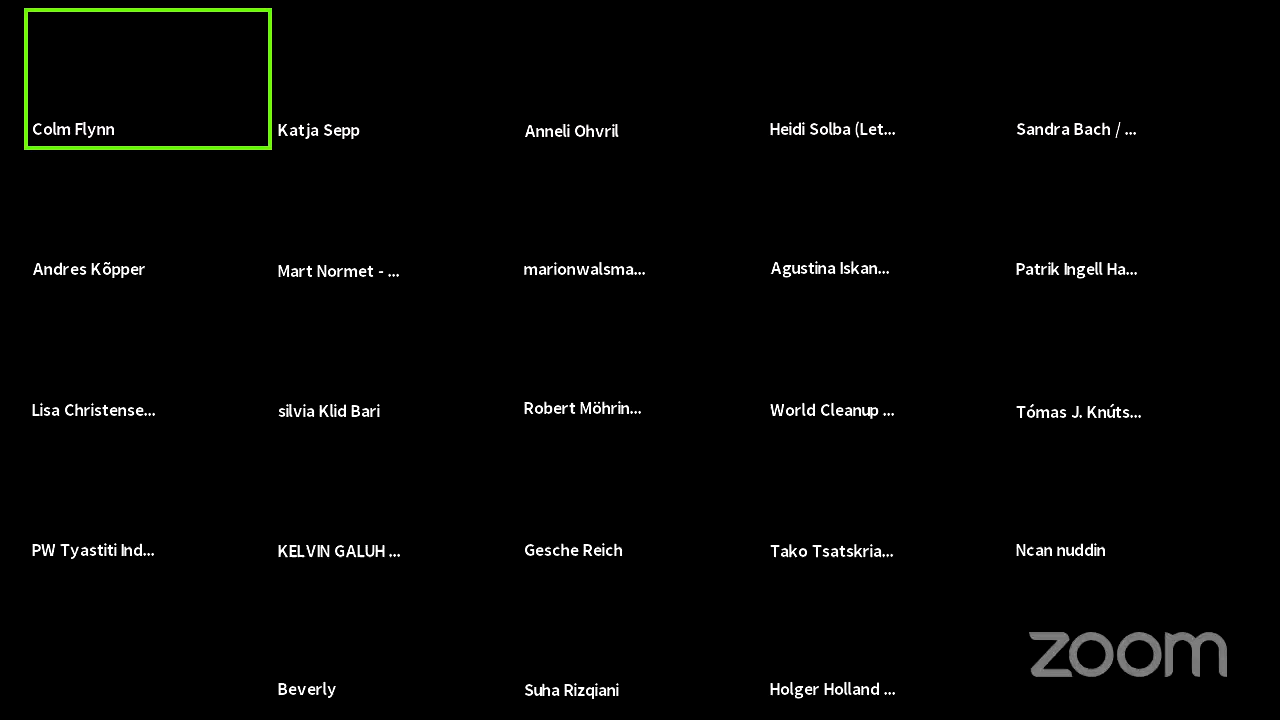 Colm Flynn
Katja Sepp
Anneli Ohvril
Heidi Solba (Let...
Sandra Bach / ...
Andres Kõpper
Mart Normet - ...
marionwalsma...
Agustina Iskan...
Patrik Ingell Ha...
Lisa Christense...
silvia Klid Bari
Robert Möhrin...
World Cleanup ...
Tómas J. Knúts...
PW Tyastiti Ind...
KELVIN GALUH ...
Gesche Reich
Tako Tsatskria...
Ncan nuddin
Beverly
Suha Rizqiani
Holger Holland ...
zoom